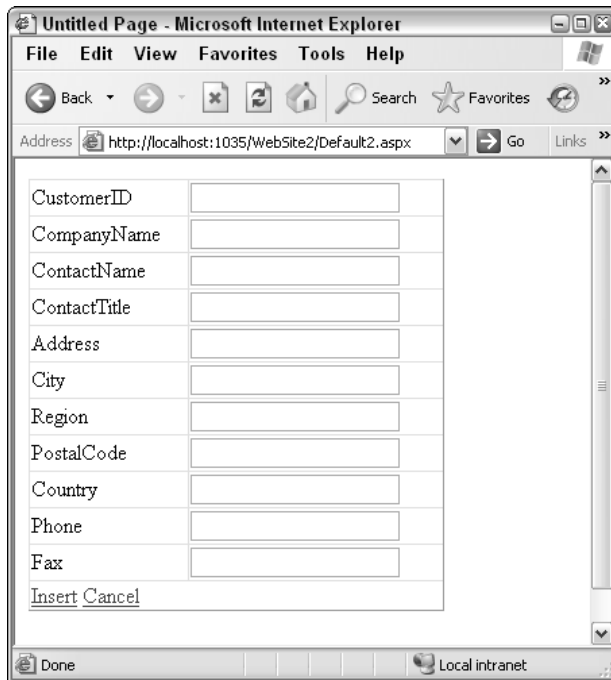 Untitled Page - Microsoft Internet Explorer
File Edit View Favorites Tools Help
Back Search Favorites »
Address http://localhost:1035/WebSite2/Default2.aspx Go Links »
CustomerID
CompanyName
ContactName
ContactTitle
Address
City
Region
PostalCode
Country
Phone
Fax
Insert Cancel
Done Local intranet